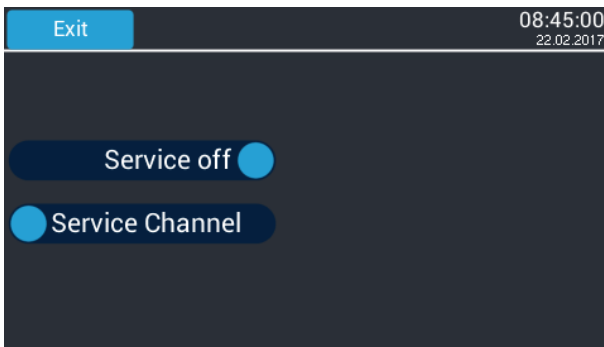 Exit
08:45:00
22.02.2017
Service off
Service Channel